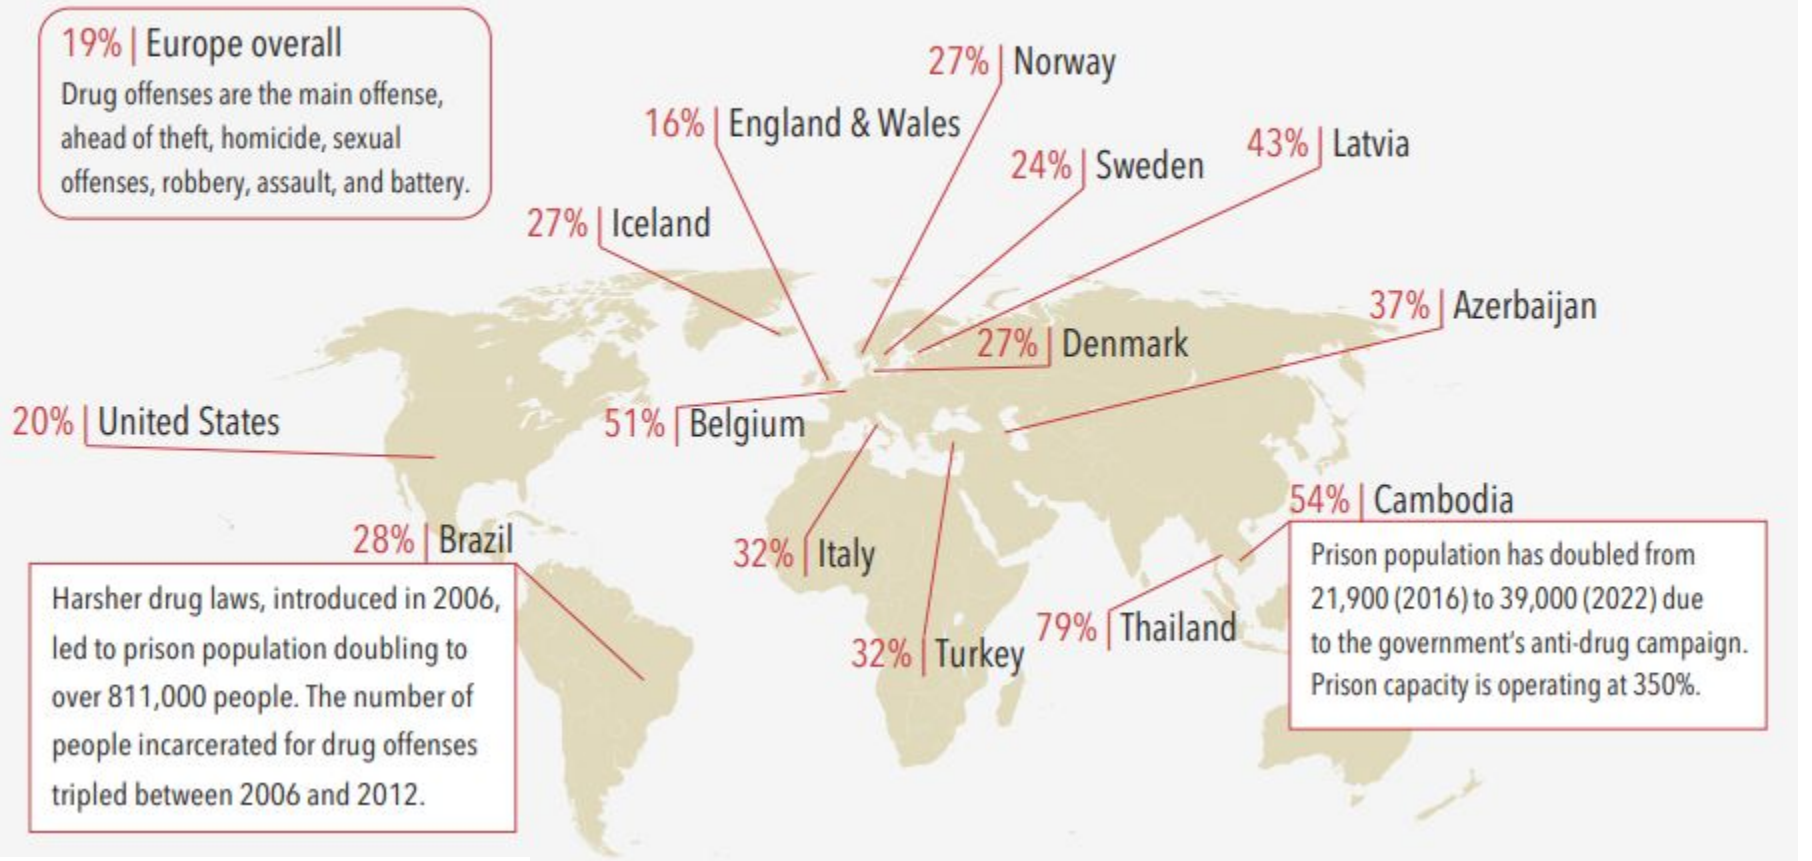 19% | Europe overall
Drug offenses are the main offense,
ahead of theft, homicide, sexual
offenses, robbery, assault, and battery.
27% | Norway
16% | England & Wales
24% | Sweden
43% | Latvia
27% | Iceland
37% | Azerbaijan
27% | Denmark
20% | United States
51% | Belgium
54% | Cambodia
Prison population has doubled from
21,900 (2016) to 39,000 (2022) due
to the government's anti-drug campaign.
Prison capacity is operating at 350%.
28% | Brazil
Harsher drug laws, introduced in 2006,
led to prison population doubling to
over 811,000 people. The number of
people incarcerated for drug offenses
tripled between 2006 and 2012.
32% | Italy
79% | Thailand
32% | Turkey